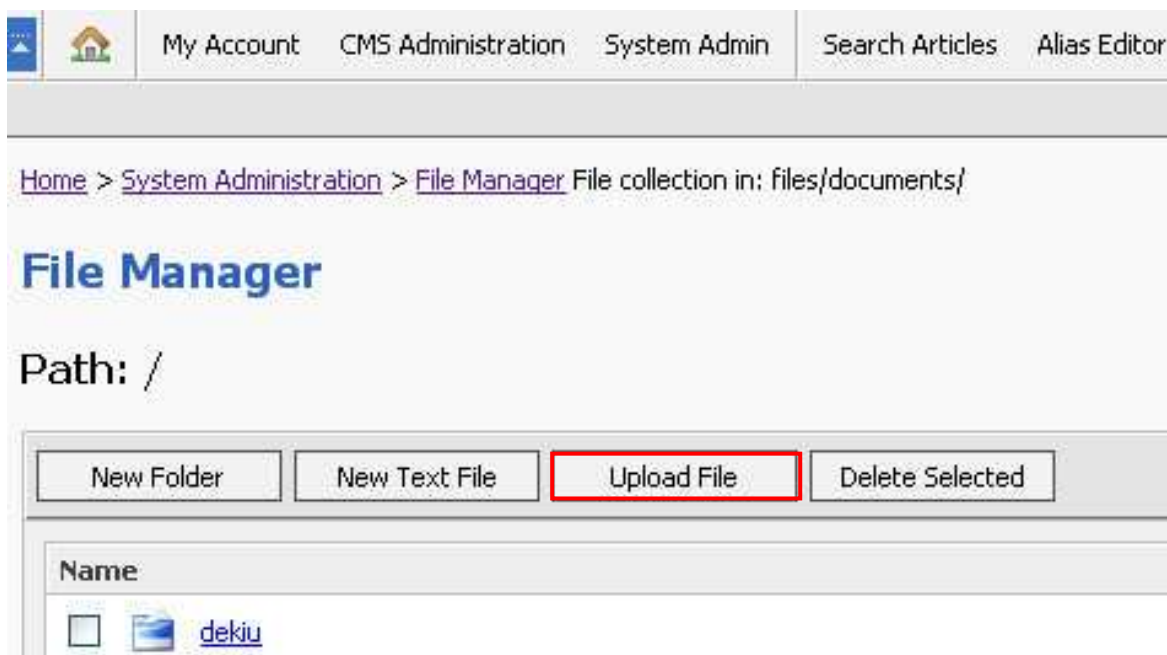 My Account CMS Administration System Admin Search Articles Alias Editor
Home > System Administration > File Manager File collection in: files/documents/
File Manager
Path: /
New Folder New Text File Upload File Delete Selected
Name
dekiu